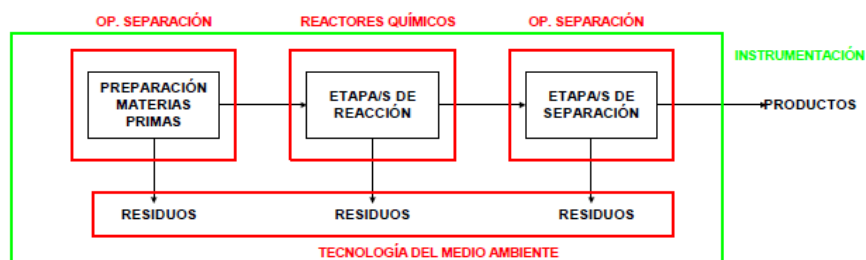 OP. SEPARACIÓN
REACTORES QUÍMICOS
OP. SEPARACIÓN
INSTRUMENTACIÓN
PREPARACIÓN
MATERIAS
PRIMAS
ETAPA/S DE
REACCIÓN
ETAPA/S DE
SEPARACIÓN
PRODUCTOS
RESIDUOS
RESIDUOS
RESIDUOS
TECNOLOGÍA DEL MEDIO AMBIENTE